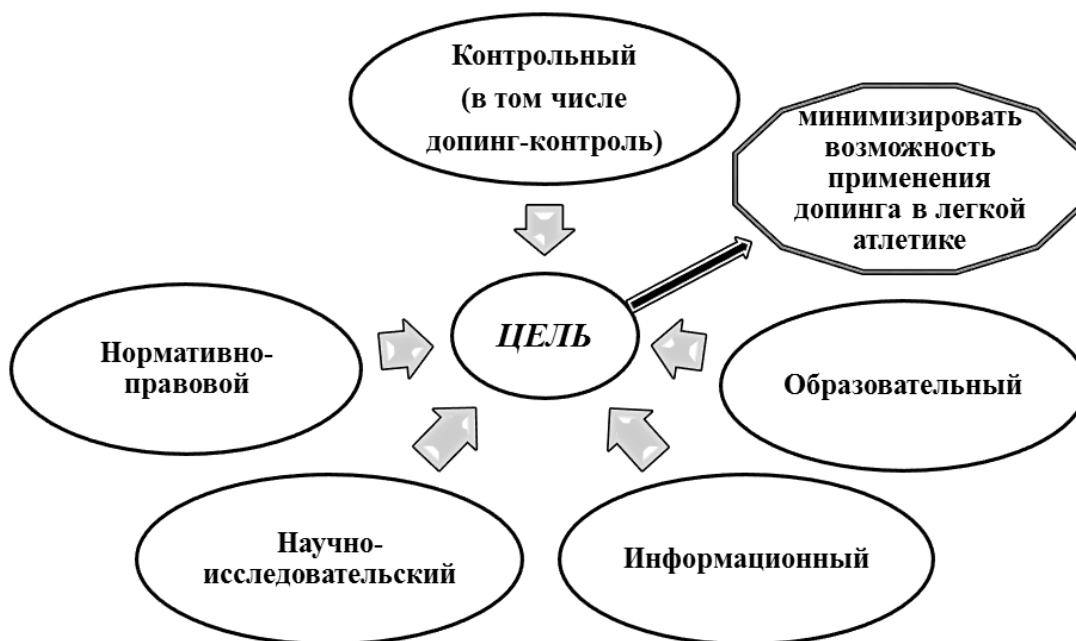 Контрольный
(в том числе
допинг-контроль)
минимизировать
возможность
применения
допинга в легкой
атлетике
ЦЕЛЬ
Нормативно-
правовой
Образовательный
Научно-
исследовательский
Информационный